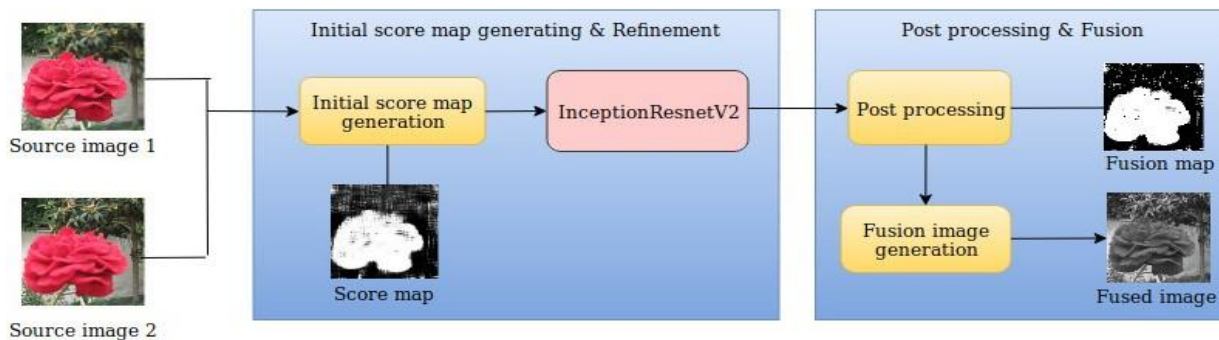 Source image 1
Source image 2
Initial score map generating & Refinement
Initial score map
generation
InceptionResnetV2
Score map
Post processing & Fusion
Post processing
Fusion map
Fusion image
generation
Fused image